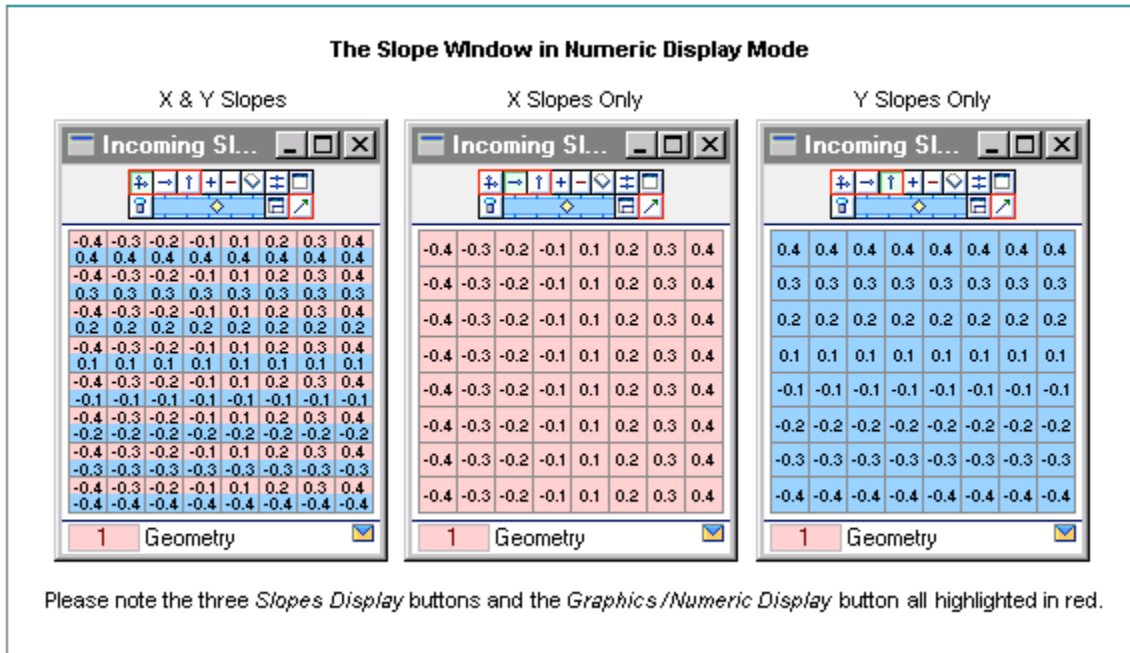 The Slope Window in Numeric Display Mode
X & Y Slopes
X Slopes Only
Y Slopes Only
Incoming Sl...
-0.4 -0.3 -0.2 -0.1 0.1 0.2 0.3 0.4
0.4 0.4 0.4 0.4 0.4 0.4 0.4 0.4
-0.4 -0.3 -0.2 -0.1 0.1 0.2 0.3 0.4
0.3 0.3 0.3 0.3 0.3 0.3 0.3 0.3
-0.4 -0.3 -0.2 -0.1 0.1 0.2 0.3 0.4
0.2 0.2 0.2 0.2 0.2 0.2 0.2 0.2
-0.4 -0.3 -0.2 -0.1 0.1 0.2 0.3 0.4
0.1 0.1 0.1 0.1 0.1 0.1 0.1 0.1
-0.4 -0.3 -0.2 -0.1 0.1 0.2 0.3 0.4
-0.1 -0.1 -0.1 -0.1 -0.1 -0.1 -0.1 -0.1
-0.4 -0.3 -0.2 -0.1 0.1 0.2 0.3 0.4
-0.2 -0.2 -0.2 -0.2 -0.2 -0.2 -0.2 -0.2
-0.4 -0.3 -0.2 -0.1 0.1 0.2 0.3 0.4
-0.3 -0.3 -0.3 -0.3 -0.3 -0.3 -0.3 -0.3
-0.4 -0.3 -0.2 -0.1 0.1 0.2 0.3 0.4
-0.4 -0.4 -0.4 -0.4 -0.4 -0.4 -0.4 -0.4
1 Geometry
Incoming Sl...
-0.4 -0.3 -0.2 -0.1 0.1 0.2 0.3 0.4
-0.4 -0.3 -0.2 -0.1 0.1 0.2 0.3 0.4
-0.4 -0.3 -0.2 -0.1 0.1 0.2 0.3 0.4
-0.4 -0.3 -0.2 -0.1 0.1 0.2 0.3 0.4
-0.4 -0.3 -0.2 -0.1 0.1 0.2 0.3 0.4
-0.4 -0.3 -0.2 -0.1 0.1 0.2 0.3 0.4
-0.4 -0.3 -0.2 -0.1 0.1 0.2 0.3 0.4
-0.4 -0.3 -0.2 -0.1 0.1 0.2 0.3 0.4
1 Geometry
Incoming Sl...
0.4 0.4 0.4 0.4 0.4 0.4 0.4 0.4
0.3 0.3 0.3 0.3 0.3 0.3 0.3 0.3
0.2 0.2 0.2 0.2 0.2 0.2 0.2 0.2
0.1 0.1 0.1 0.1 0.1 0.1 0.1 0.1
-0.1 -0.1 -0.1 -0.1 -0.1 -0.1 -0.1 -0.1
-0.2 -0.2 -0.2 -0.2 -0.2 -0.2 -0.2 -0.2
-0.3 -0.3 -0.3 -0.3 -0.3 -0.3 -0.3 -0.3
-0.4 -0.4 -0.4 -0.4 -0.4 -0.4 -0.4 -0.4
1 Geometry
Please note the three Slopes Display buttons and the Graphics/Numeric Display button all highlighted in red.